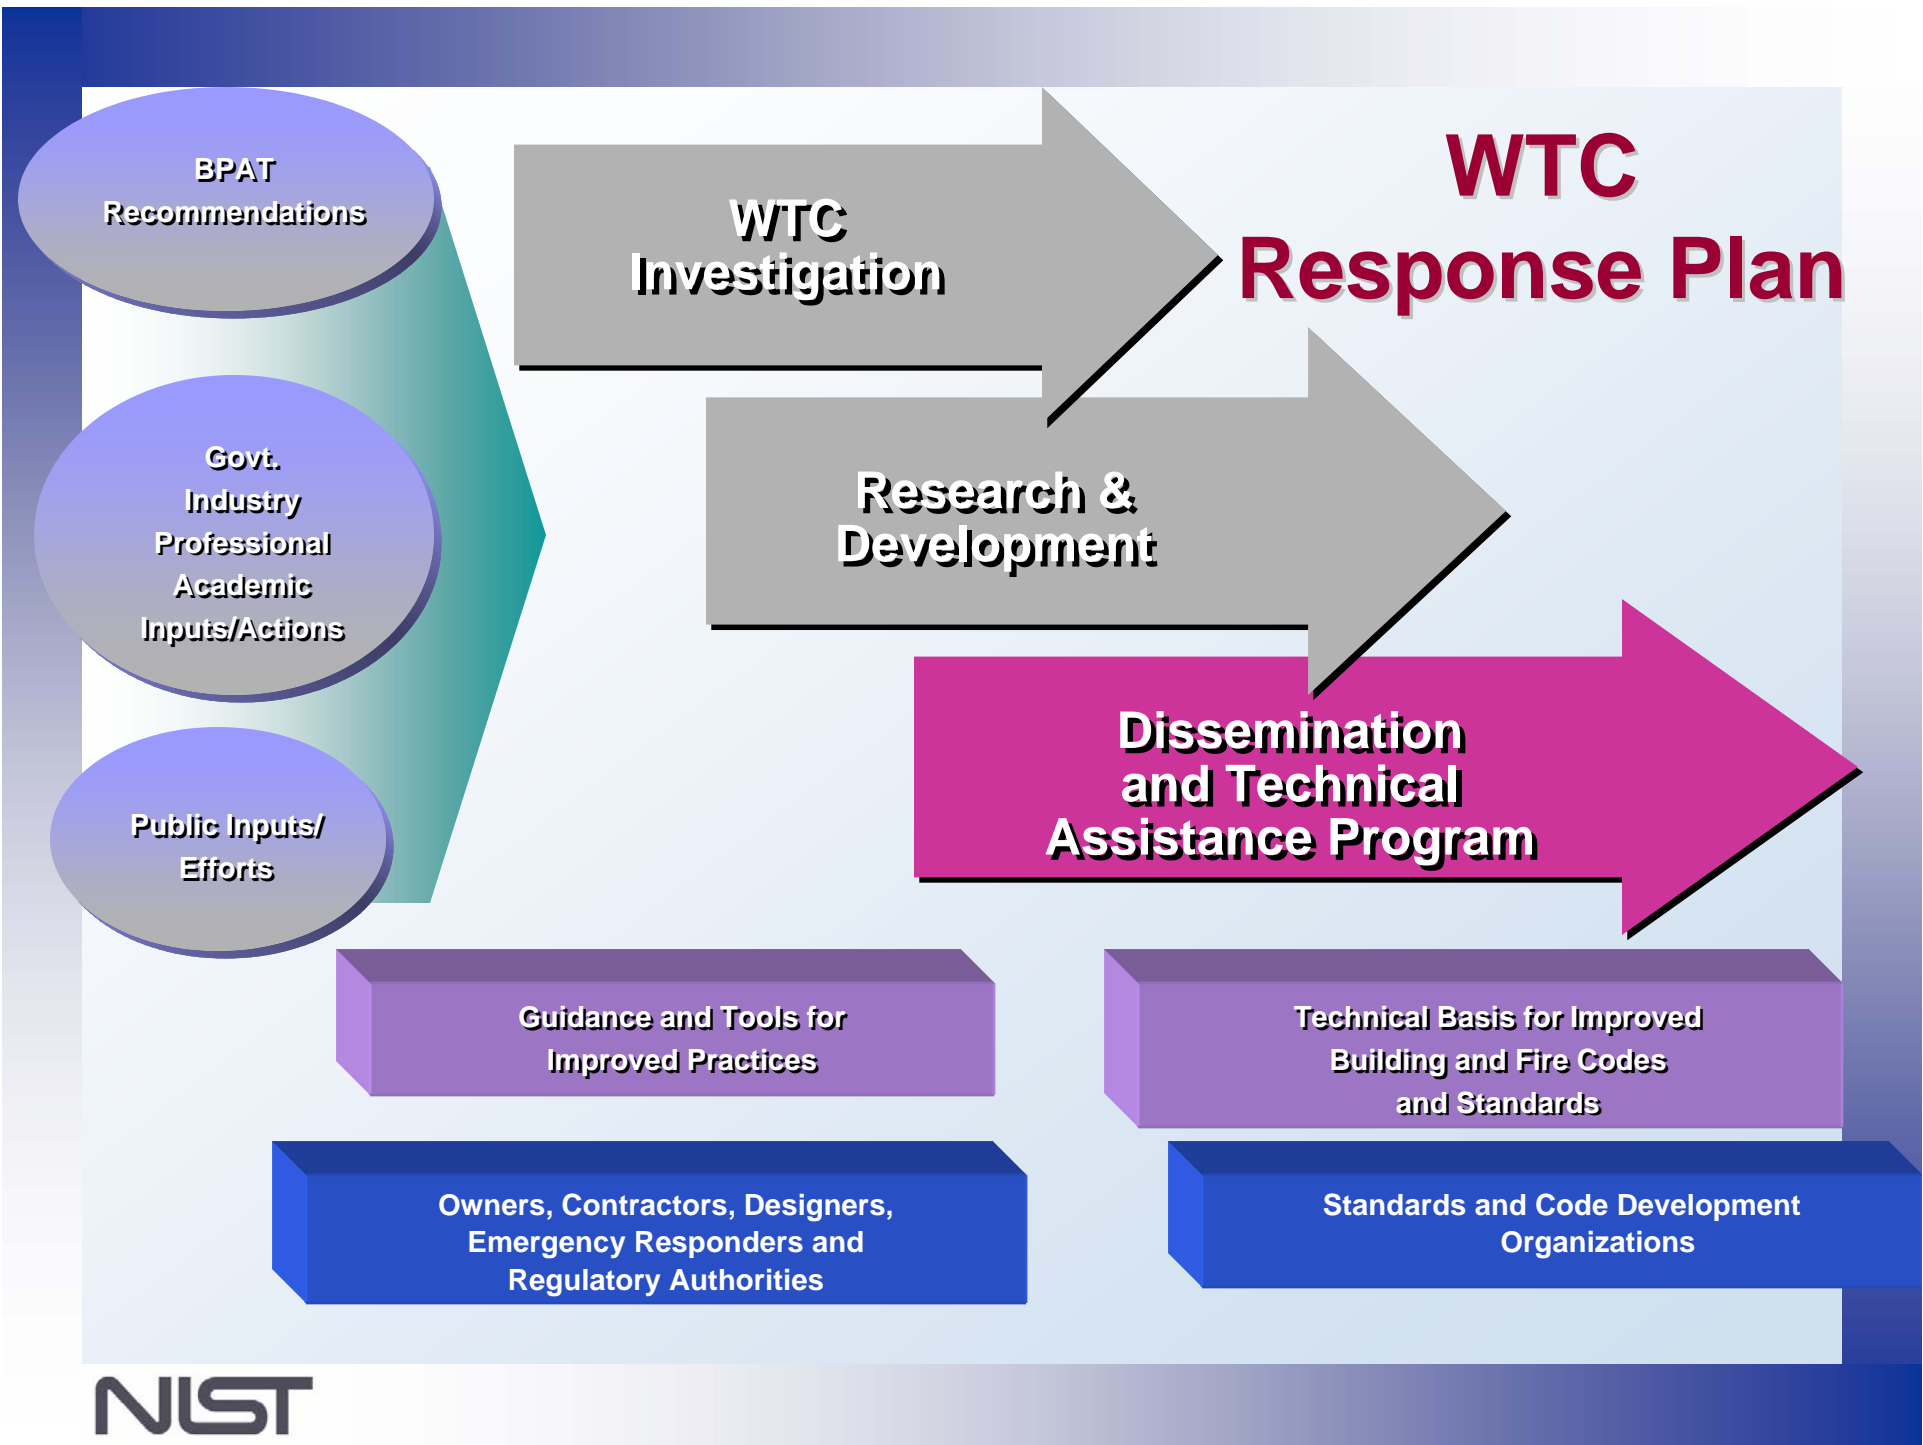 WTC
Response Plan
BPAT
Recommendations
Govt.
Industry
Professional
Academic
Inputs/Actions
Public Inputs/
Efforts
WTC
Investigation
Research &
Development
Dissemination
and Technical
Assistance Program
Guidance and Tools for
Improved Practices
Technical Basis for Improved
Building and Fire Codes
and Standards
Owners, Contractors, Designers,
Emergency Responders and
Regulatory Authorities
Standards and Code Development
Organizations
NIST